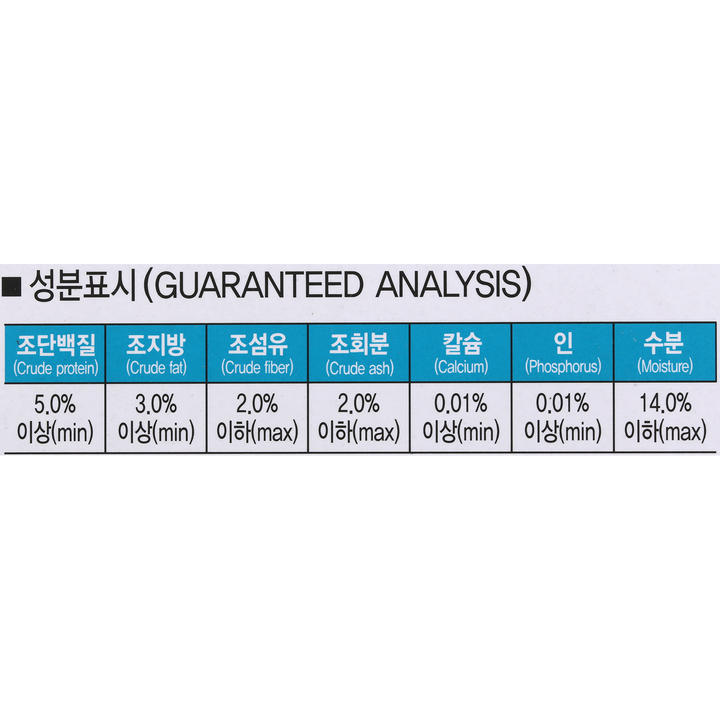 ■ 성분표시(GUARANTEED ANALYSIS)
조단백질 조지방 조섬유 조회분 칼슘 인 수분
(Crude protein) (Crude fat) (Crude fiber) (Crude ash) (Calcium) (Phosphorus) (Moisture)
5.0% 3.0% 2.0% 2.0% 0.01% 0.01% 14.0%
이상(min) 이상(min) 이하(max) 이하(max) 이상(min) 이상(min) 이하(max)